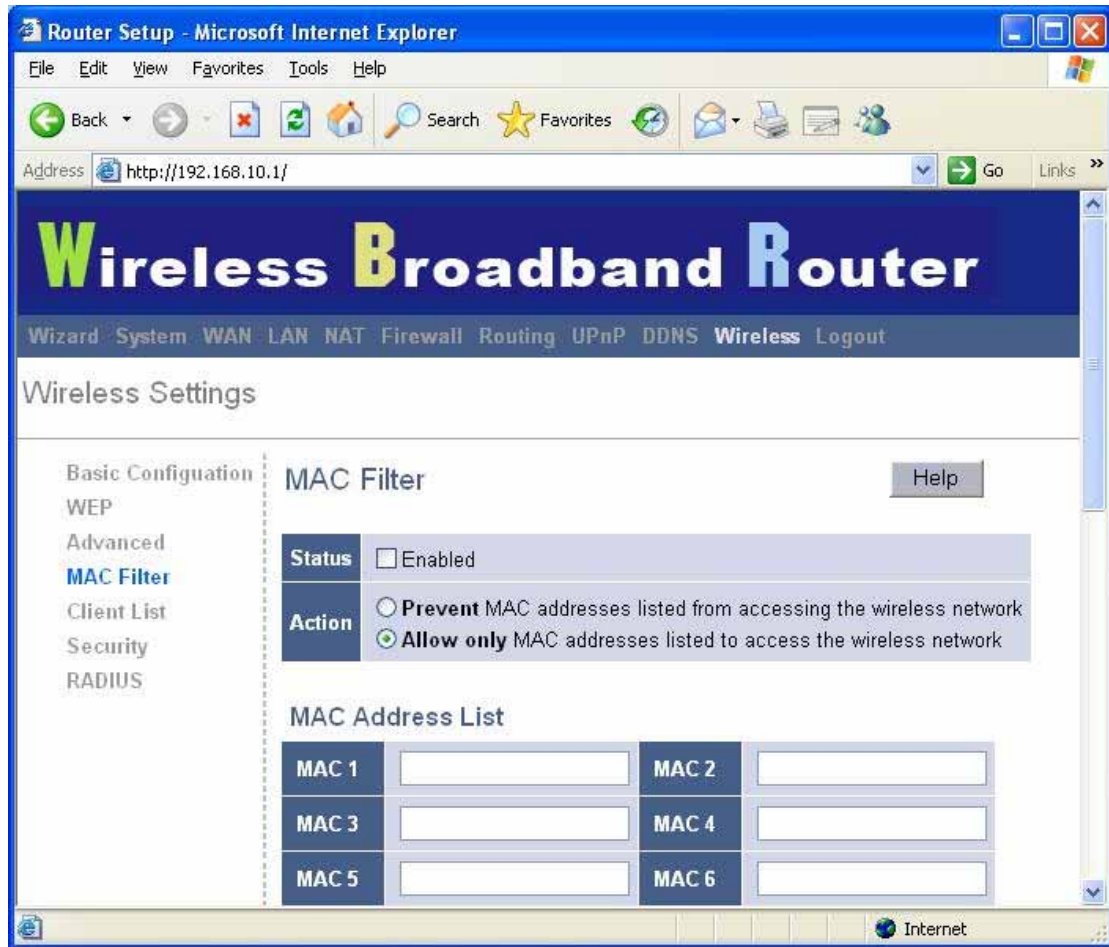 Router Setup - Microsoft Internet Explorer
File Edit View Favorites Tools Help
Back Search Favorites
Address http://192.168.10.1/ Go Links »
Wireless Broadband Router
Wizard System WAN LAN NAT Firewall Routing UPnP DDNS Wireless Logout
Wireless Settings
Basic Configuation
WEP
Advanced
MAC Filter
Client List
Security
RADIUS
MAC Filter Help
Status Enabled
Action Prevent MAC addresses listed from accessing the wireless network
Allow only MAC addresses listed to access the wireless network
MAC Address List
MAC 1 MAC 2
MAC 3 MAC 4
MAC 5 MAC 6
Internet